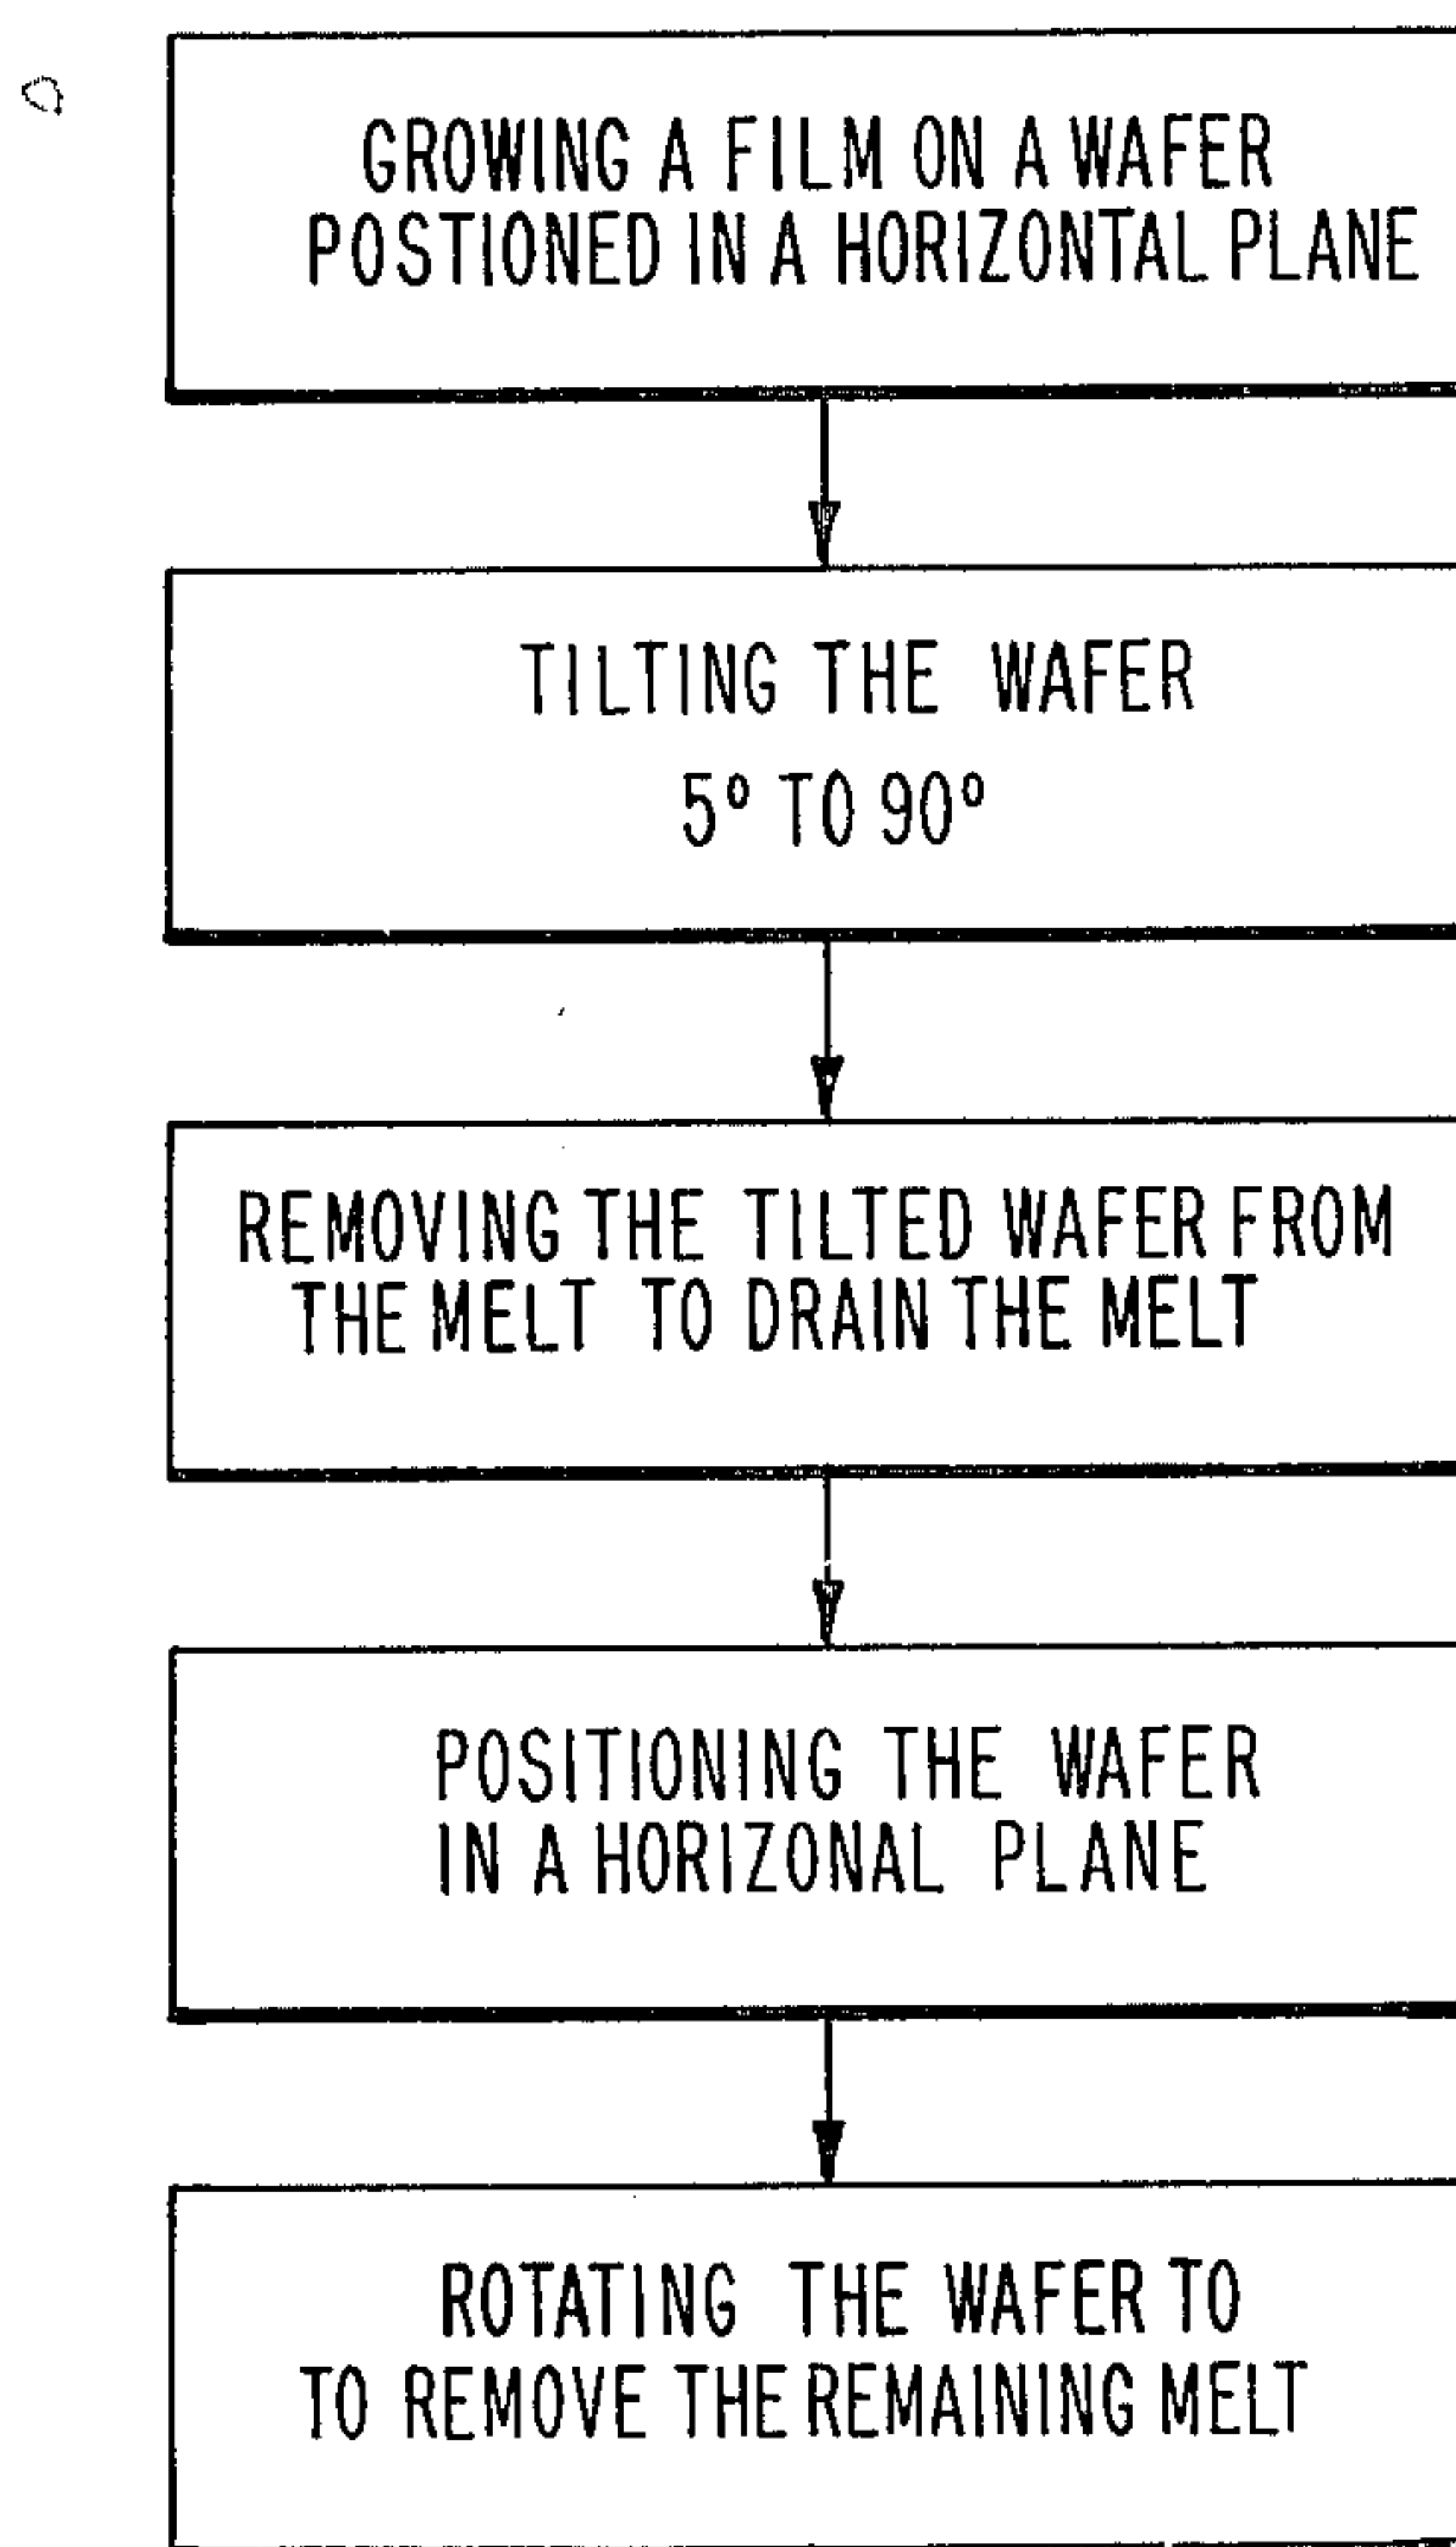 GROWING A FILM ON A WAFER
POSTIONED IN A HORIZONTAL PLANE
TILTING THE WAFER
5º TO 90º
REMOVING THE TILTED WAFER FROM
THE MELT TO DRAIN THE MELT
POSITIONING THE WAFER
IN A HORIZONAL PLANE
ROTATING THE WAFER TO
TO REMOVE THE REMAINING MELT